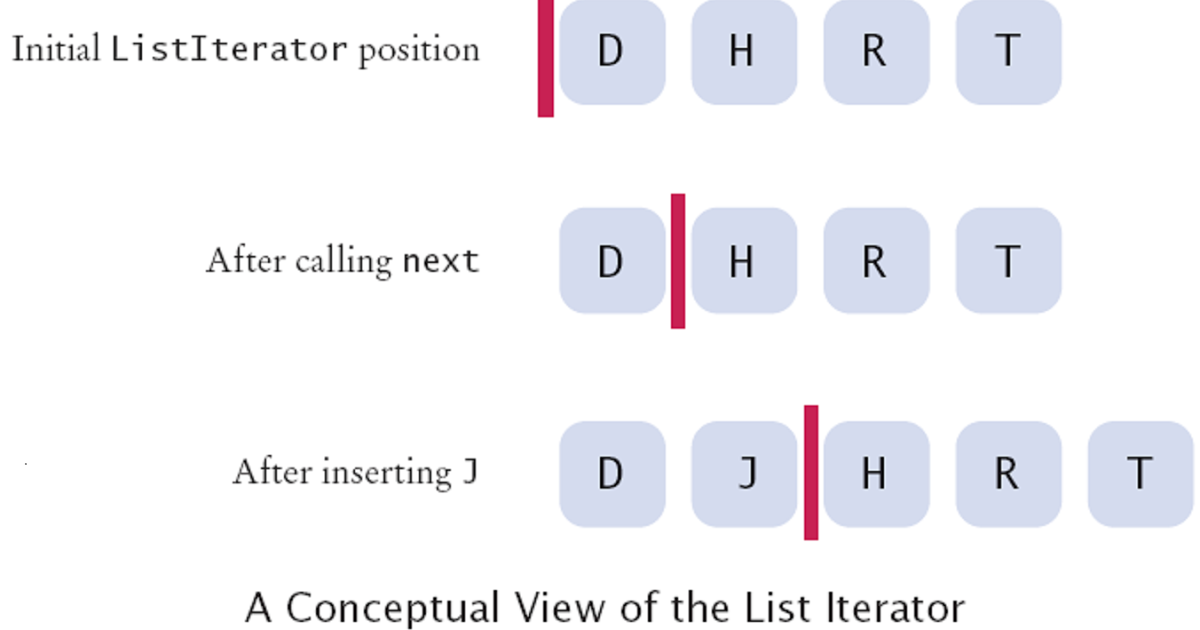 Initial ListIterator position D H R T
After calling next D H R T
After inserting J D J H R T
A Conceptual View of the List Iterator